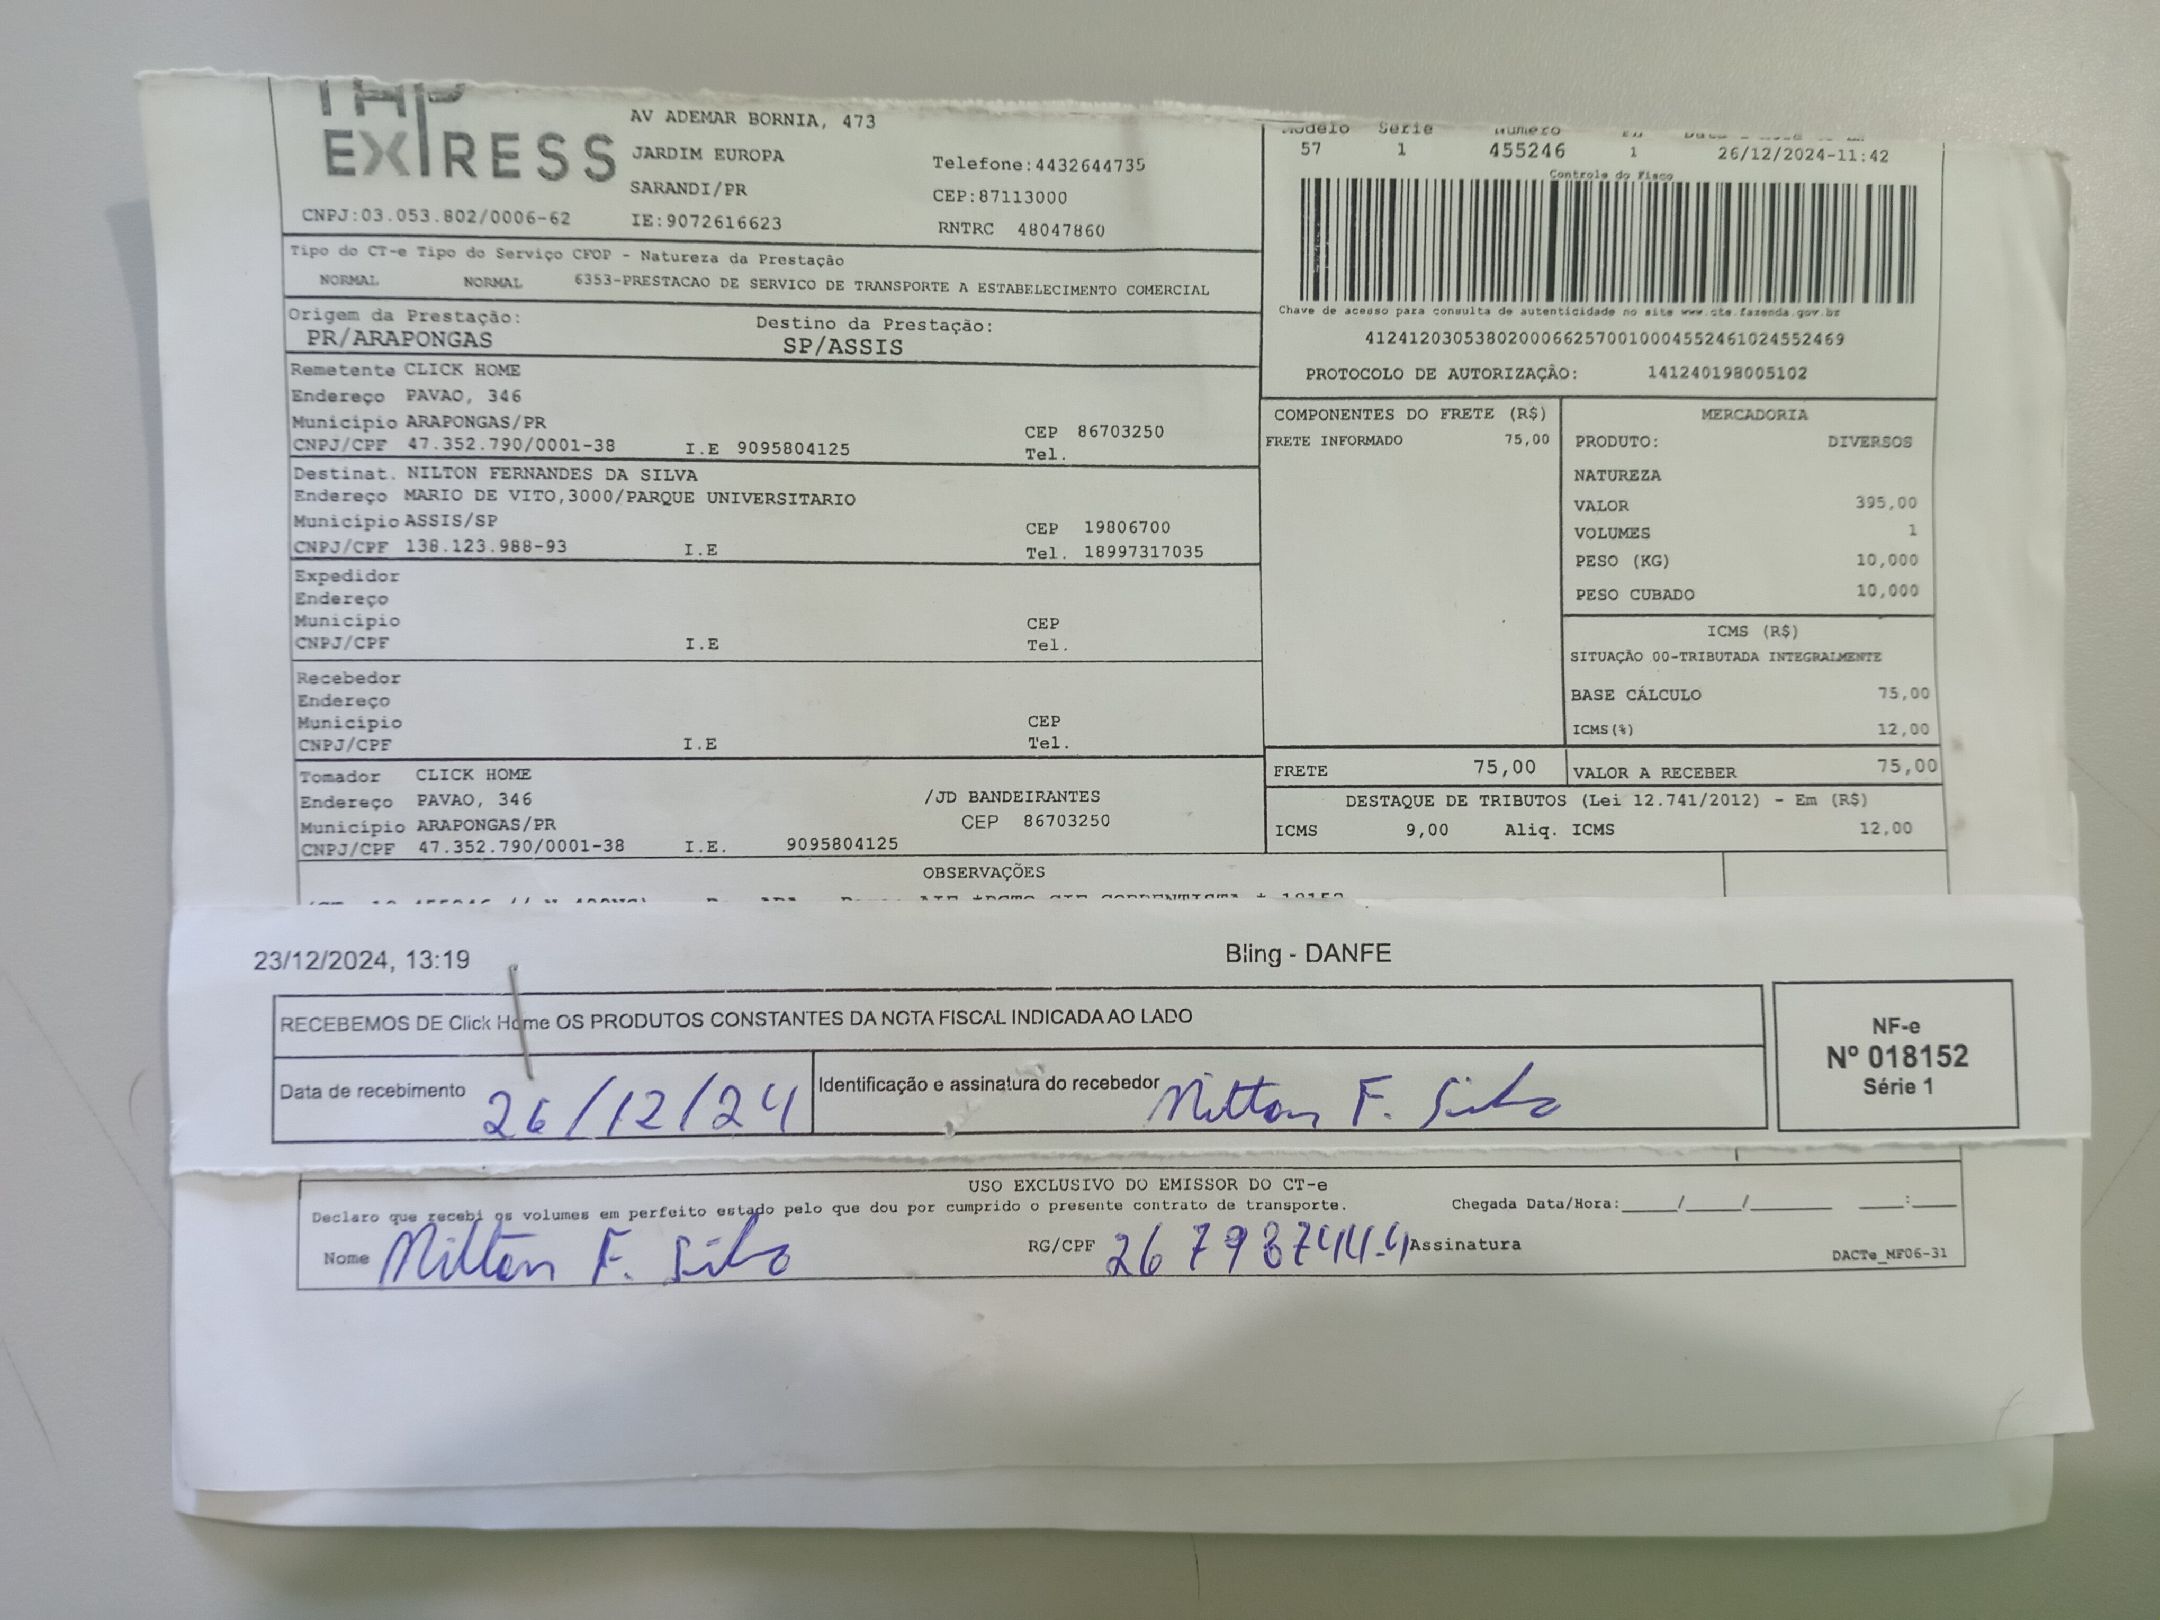 EXPRESS
AV ADEMAR BORNIA, 473
JARDIM EUROPA
SARANDI/PR
Telefone:4432644735
CEP:87113000
CNPJ:03.053.802/0006-62
IE:9072616623
RNTRC 48047860
Modelo Serie Numero
57 1 455246 1 26/12/2024-11:42
Controle do Fisco
Chave de acesso para consulta de autenticidade no site www.cte.fazenda.gov.br
41241203053802000662570010004552461024552469
PROTOCOLO DE AUTORIZAÇÃO: 141240198005102
Tipo do CT-e Tipo do Serviço CFOP - Natureza da Prestação
NORMAL NORMAL 6353-PRESTACAO DE SERVICO DE TRANSPORTE A ESTABELECIMENTO COMERCIAL
Origem da Prestação: Destino da Prestação:
PR/ARAPONGAS SP/ASSIS
Remetente CLICK HOME
Endereço PAVAO, 346
Município ARAPONGAS/PR CEP 86703250
CNPJ/CPF 47.352.790/0001-38 I.E 9095804125 Tel.
Destinat. NILTON FERNANDES DA SILVA
Endereço MARIO DE VITO,3000/PARQUE UNIVERSITARIO
Município ASSIS/SP CEP 19806700
CNPJ/CPF 138.123.988-93 I.E Tel. 18997317035
Expedidor
Endereço
Município CEP
CNPJ/CPF I.E Tel.
Recebedor
Endereço
Município CEP
CNPJ/CPF I.E Tel.
Tomador CLICK HOME
Endereço PAVAO, 346 /JD BANDEIRANTES
Município ARAPONGAS/PR CEP 86703250
CNPJ/CPF 47.352.790/0001-38 I.E. 9095804125
COMPONENTES DO FRETE (R$)
FRETE INFORMADO 75,00
MERCADORIA
PRODUTO: DIVERSOS
NATUREZA
VALOR 395,00
VOLUMES 1
PESO (KG) 10,000
PESO CUBADO 10,000
ICMS (R$)
SITUAÇÃO 00-TRIBUTADA INTEGRALMENTE
BASE CÁLCULO 75,00
ICMS(%) 12,00
FRETE 75,00 VALOR A RECEBER 75,00
DESTAQUE DE TRIBUTOS (Lei 12.741/2012) - Em (R$)
ICMS 9,00 Aliq. ICMS 12,00
OBSERVAÇÕES
23/12/2024, 13:19 Bling - DANFE
RECEBEMOS DE Click Home OS PRODUTOS CONSTANTES DA NOTA FISCAL INDICADA AO LADO
Data de recebimento 26/12/24 Identificação e assinatura do recebedor Nilton F. Silva
NF-e
Nº 018152
Série 1
USO EXCLUSIVO DO EMISSOR DO CT-e
Declaro que recebi os volumes em perfeito estado pelo que dou por cumprido o presente contrato de transporte. Chegada Data/Hora:____/____/______ ____:____
Nome Nilton F. Silva RG/CPF 26798744-4 Assinatura
DACTe_MF06-31